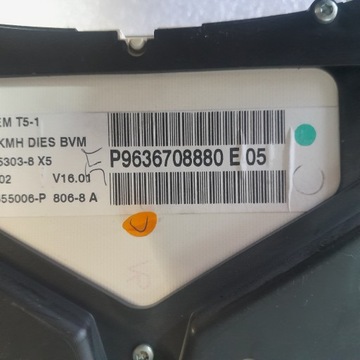 EM T5-1
KMH DIES BVM
5303-8 X5
02 V16.01
P9636708880 E 05
55006-P 806-8 A